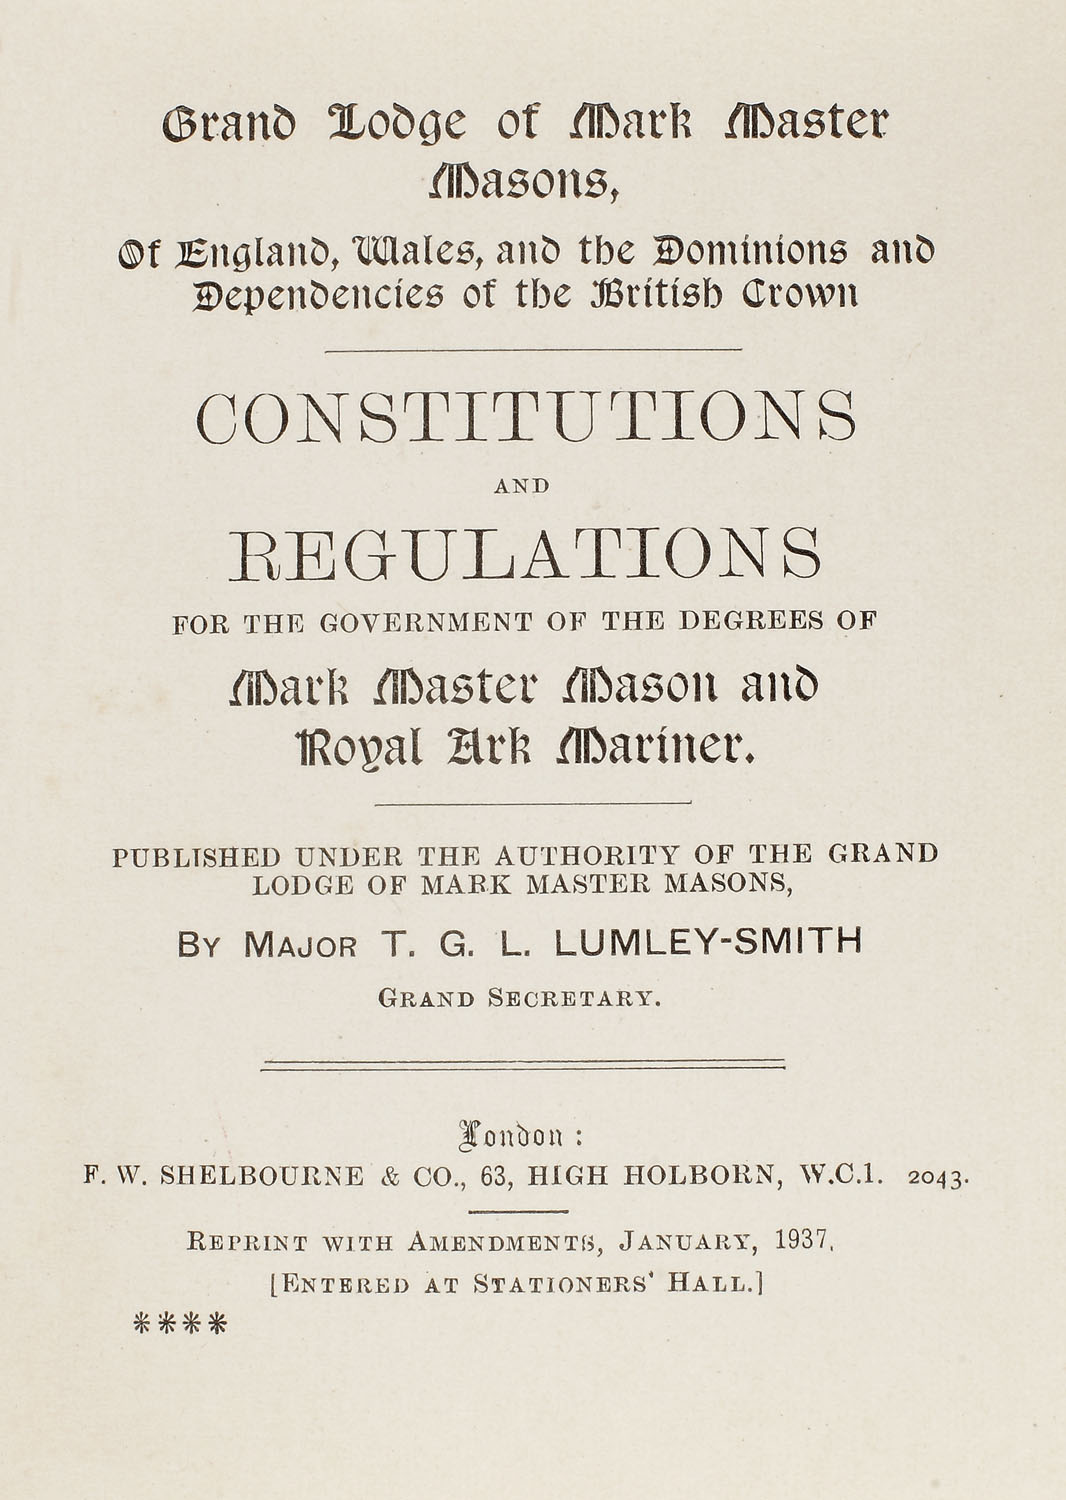 Grand Lodge of Mark Master
Masons,
Of England, Wales, and the Dominions and
Dependencies of the British Crown
CONSTITUTIONS
AND
REGULATIONS
FOR THE GOVERNMENT OF THE DEGREES OF
Mark Master Mason and
Royal Ark Mariner.
PUBLISHED UNDER THE AUTHORITY OF THE GRAND
LODGE OF MARK MASTER MASONS,
BY MAJOR T. G. L. LUMLEY-SMITH
GRAND SECRETARY.
London :
F. W. SHELBOURNE & CO., 63, HIGH HOLBORN, W.C.1. 2043.
REPRINT WITH AMENDMENTS, JANUARY, 1937.
[ENTERED AT STATIONERS' HALL.]
****